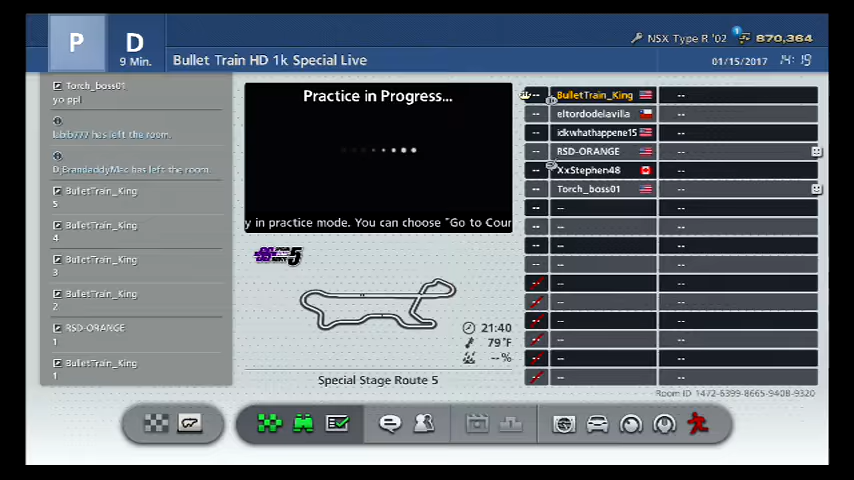 P
D
9 Min.
Bullet Train HD 1k Special Live
NSX Type R '02
870,364
01/15/2017
14:19
Torch_boss01
yo ppl
has left the room.
has left the room.
BulletTrain_King
5
BulletTrain_King
4
BulletTrain_King
3
BulletTrain_King
2
RSD-ORANGE
1
BulletTrain_King
1
Practice in Progress...
y in practice mode. You can choose "Go to Cour
5
21:40
79°F
--%
Special Stage Route 5
-- BulletTrain_King --
-- eltordodelavilla --
-- idkwhathappene15 --
-- RSD-ORANGE --
-- XxStephen48 --
-- Torch_boss01 --
-- -- --
-- -- --
-- -- --
-- -- --
-- -- --
-- -- --
-- -- --
-- -- --
-- -- --
-- -- --
Room ID 1472-6399-8665-9408-9320